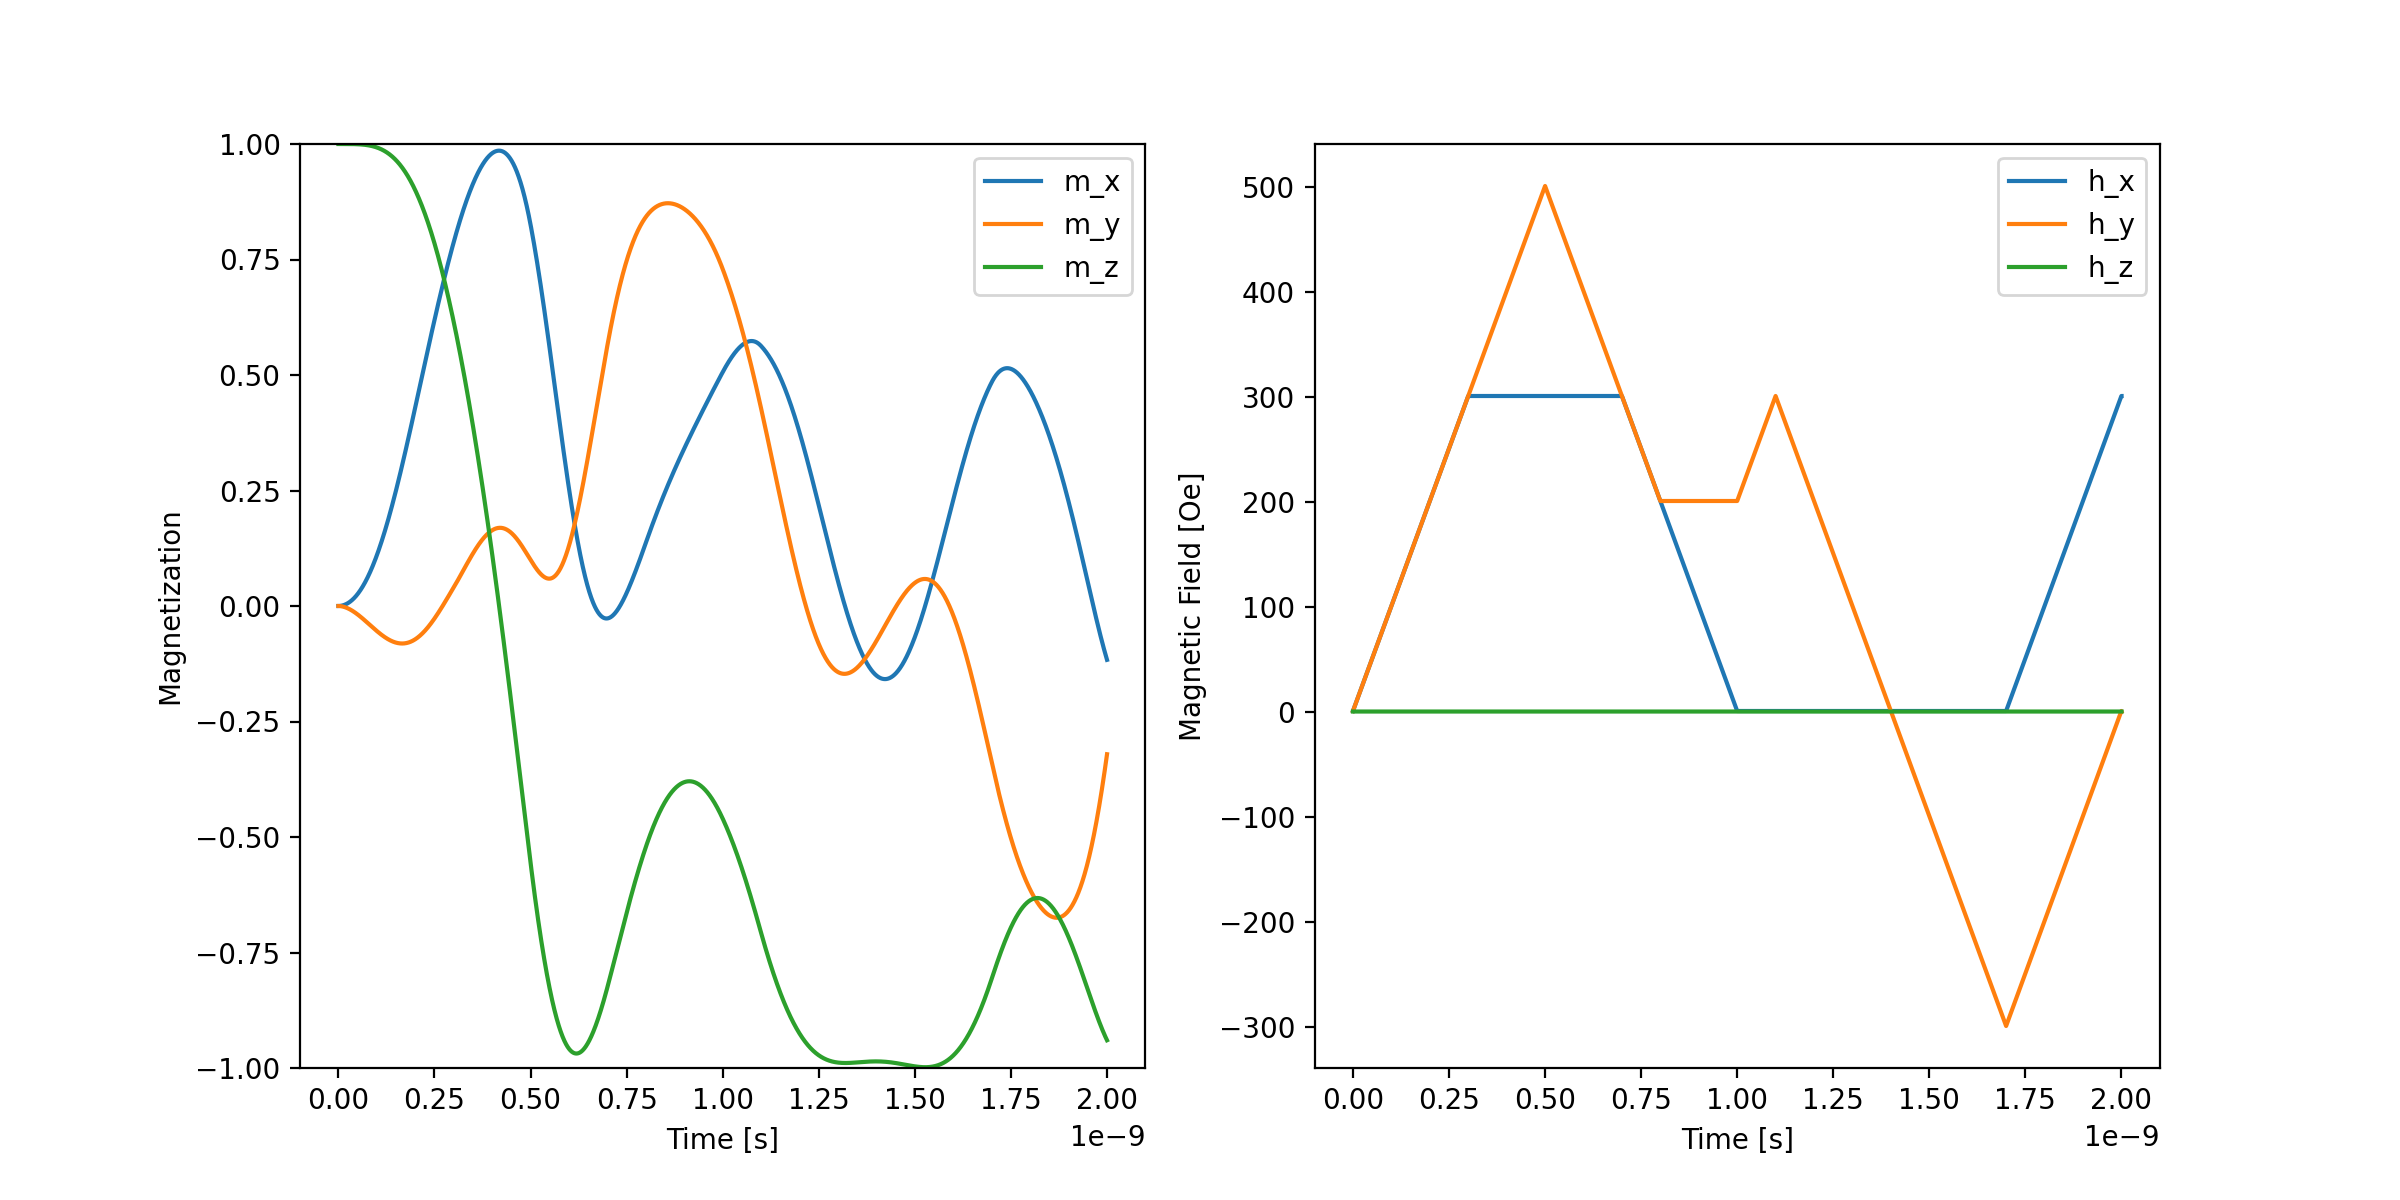 1.00
0.75
0.50
0.25
0.00
−0.25
−0.50
−0.75
−1.00
Magnetization
m_x
m_y
m_z
0.00 0.25 0.50 0.75 1.00 1.25 1.50 1.75 2.00
Time [s]
1e−9
500
400
300
200
100
0
−100
−200
−300
Magnetic Field [Oe]
h_x
h_y
h_z
0.00 0.25 0.50 0.75 1.00 1.25 1.50 1.75 2.00
Time [s]
1e−9